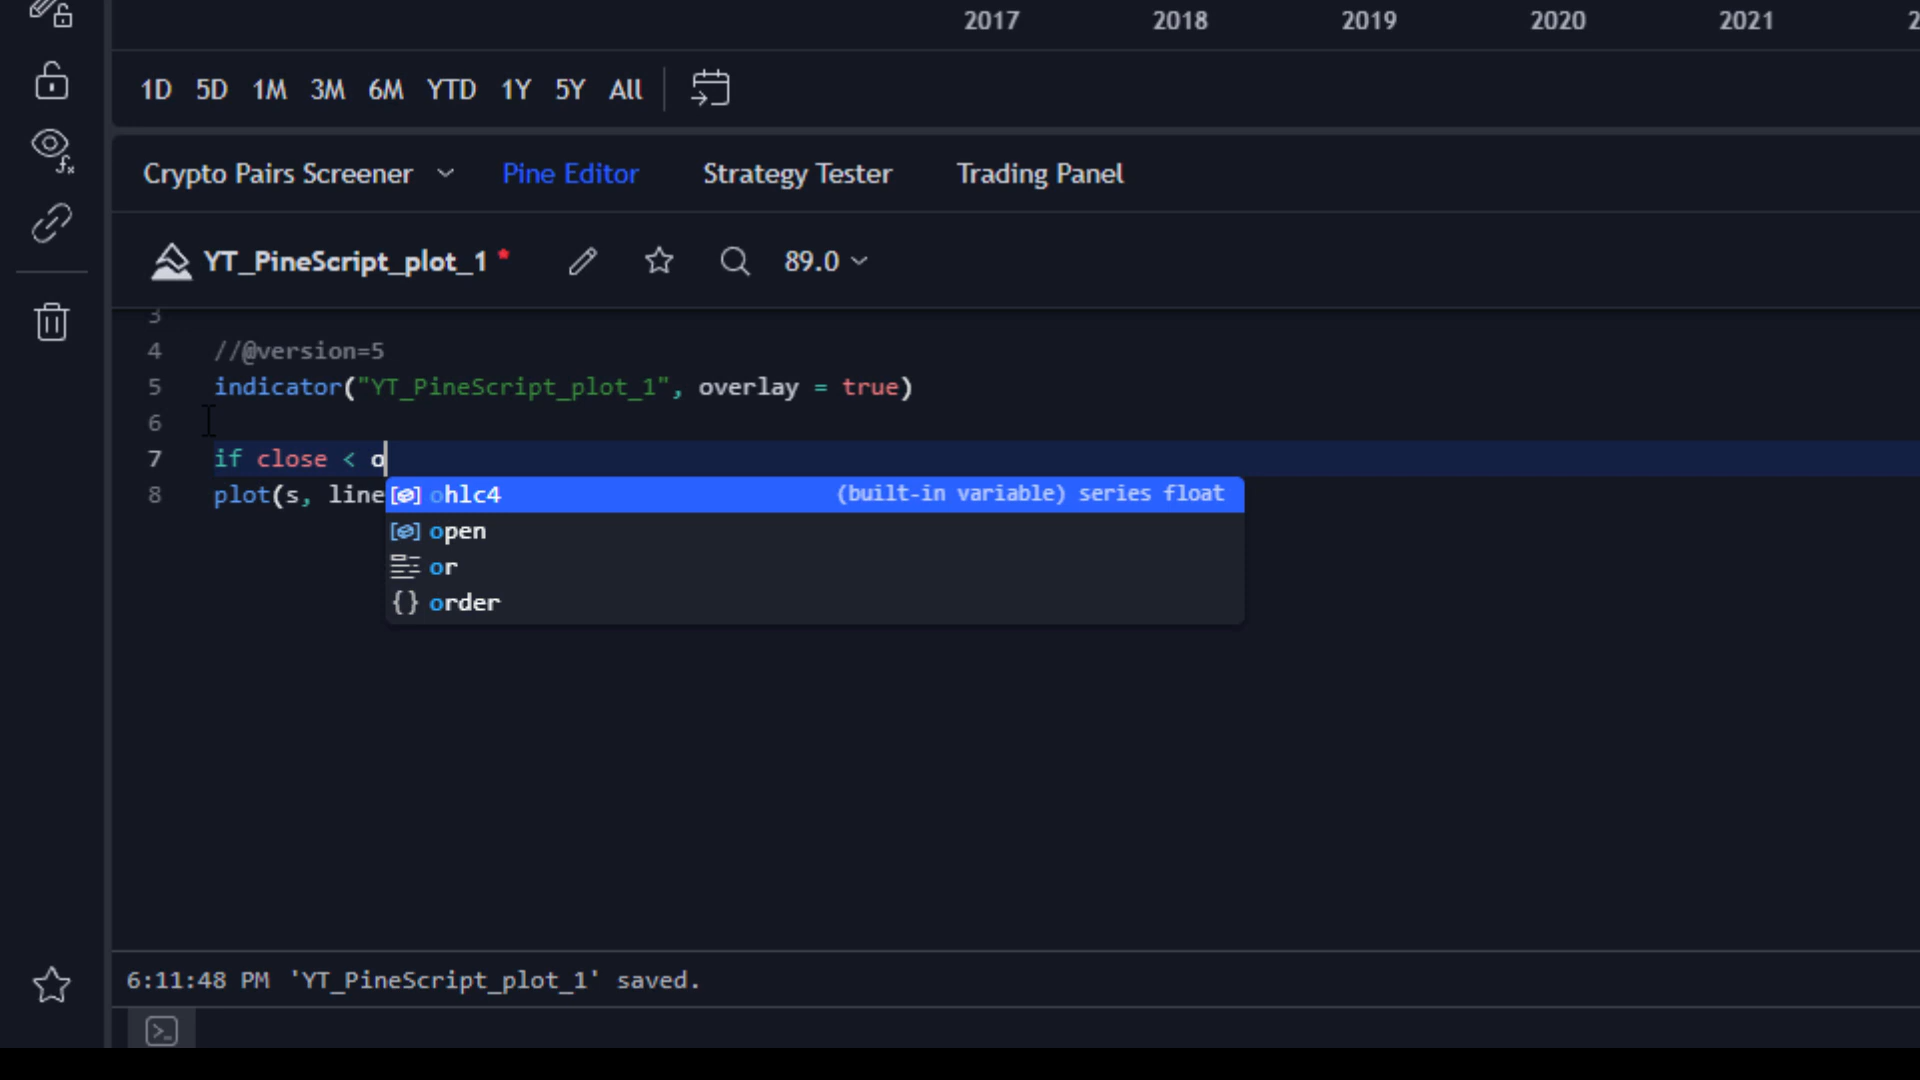 2017 2018 2019 2020 2021
1D 5D 1M 3M 6M YTD 1Y 5Y All
Crypto Pairs Screener Pine Editor Strategy Tester Trading Panel
YT_PineScript_plot_1 * 89.0
3
4 //@version=5
5 indicator("YT_PineScript_plot_1", overlay = true)
6
7 if close < o
8 plot(s, line
ohlc4 (built-in variable) series float
open
or
order
6:11:48 PM 'YT_PineScript_plot_1' saved.